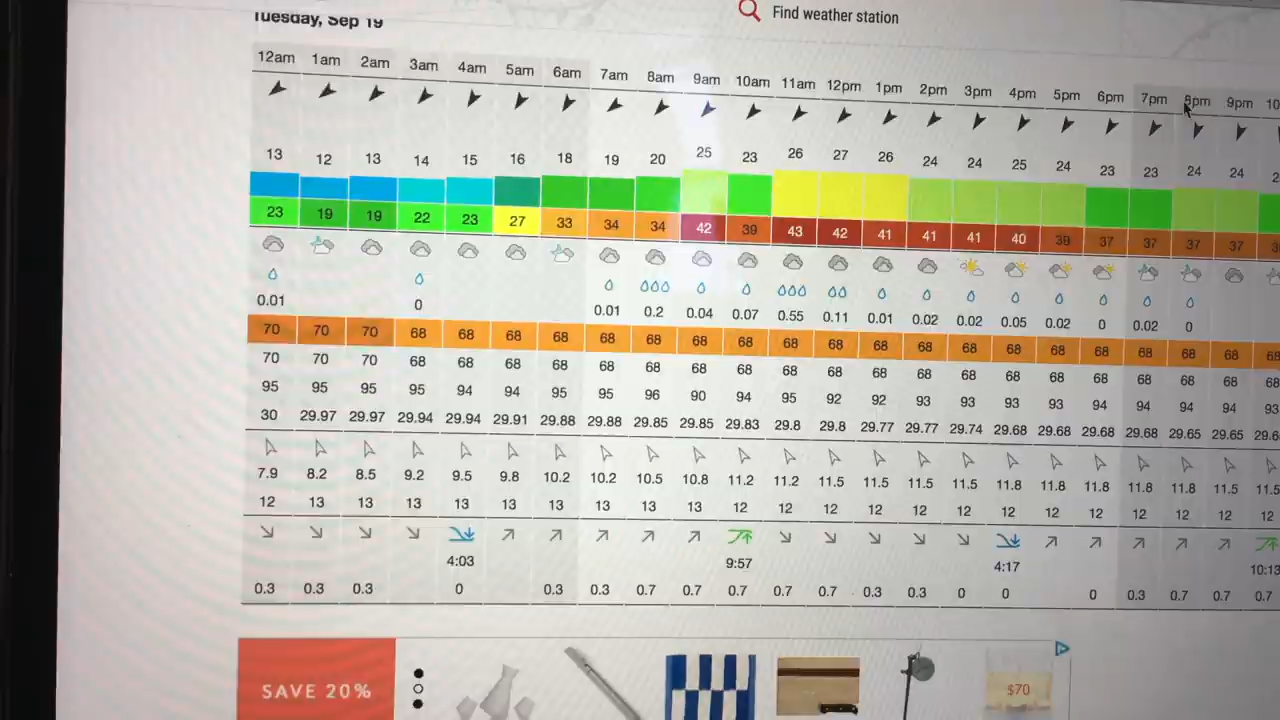 Find weather station
Tuesday, Sep 19
12am 1am 2am 3am 4am 5am 6am 7am 8am 9am 10am 11am 12pm 1pm 2pm 3pm 4pm 5pm 6pm 7pm 8pm 9pm 10
13 12 13 14 15 16 18 19 20 25 23 26 27 26 24 24 25 24 23 23 24 24
23 19 19 22 23 27 33 34 34 42 39 43 42 41 41 41 40 39 37 37 37 37
0.01 0 0.01 0.2 0.04 0.07 0.55 0.11 0.01 0.02 0.02 0.05 0.02 0 0.02 0
70 70 70 68 68 68 68 68 68 68 68 68 68 68 68 68 68 68 68 68 68 68 68
70 70 70 68 68 68 68 68 68 68 68 68 68 68 68 68 68 68 68 68 68 68 68
95 95 95 95 94 94 95 95 96 90 94 95 92 92 93 93 93 93 94 94 94 94 93
30 29.97 29.97 29.94 29.94 29.91 29.88 29.88 29.85 29.85 29.83 29.8 29.8 29.77 29.77 29.74 29.68 29.68 29.68 29.68 29.65 29.65 29.6
7.9 8.2 8.5 9.2 9.5 9.8 10.2 10.2 10.5 10.8 11.2 11.2 11.5 11.5 11.5 11.5 11.8 11.8 11.8 11.8 11.8 11.5 11.5
12 13 13 13 13 13 13 13 13 13 12 12 12 12 12 12 12 12 12 12 12 12 12
4:03 9:57 4:17 10:13
0.3 0.3 0.3 0 0.3 0.3 0.7 0.7 0.7 0.7 0.7 0.3 0.3 0 0 0 0.3 0.7 0.7 0.7
SAVE 20%
$70